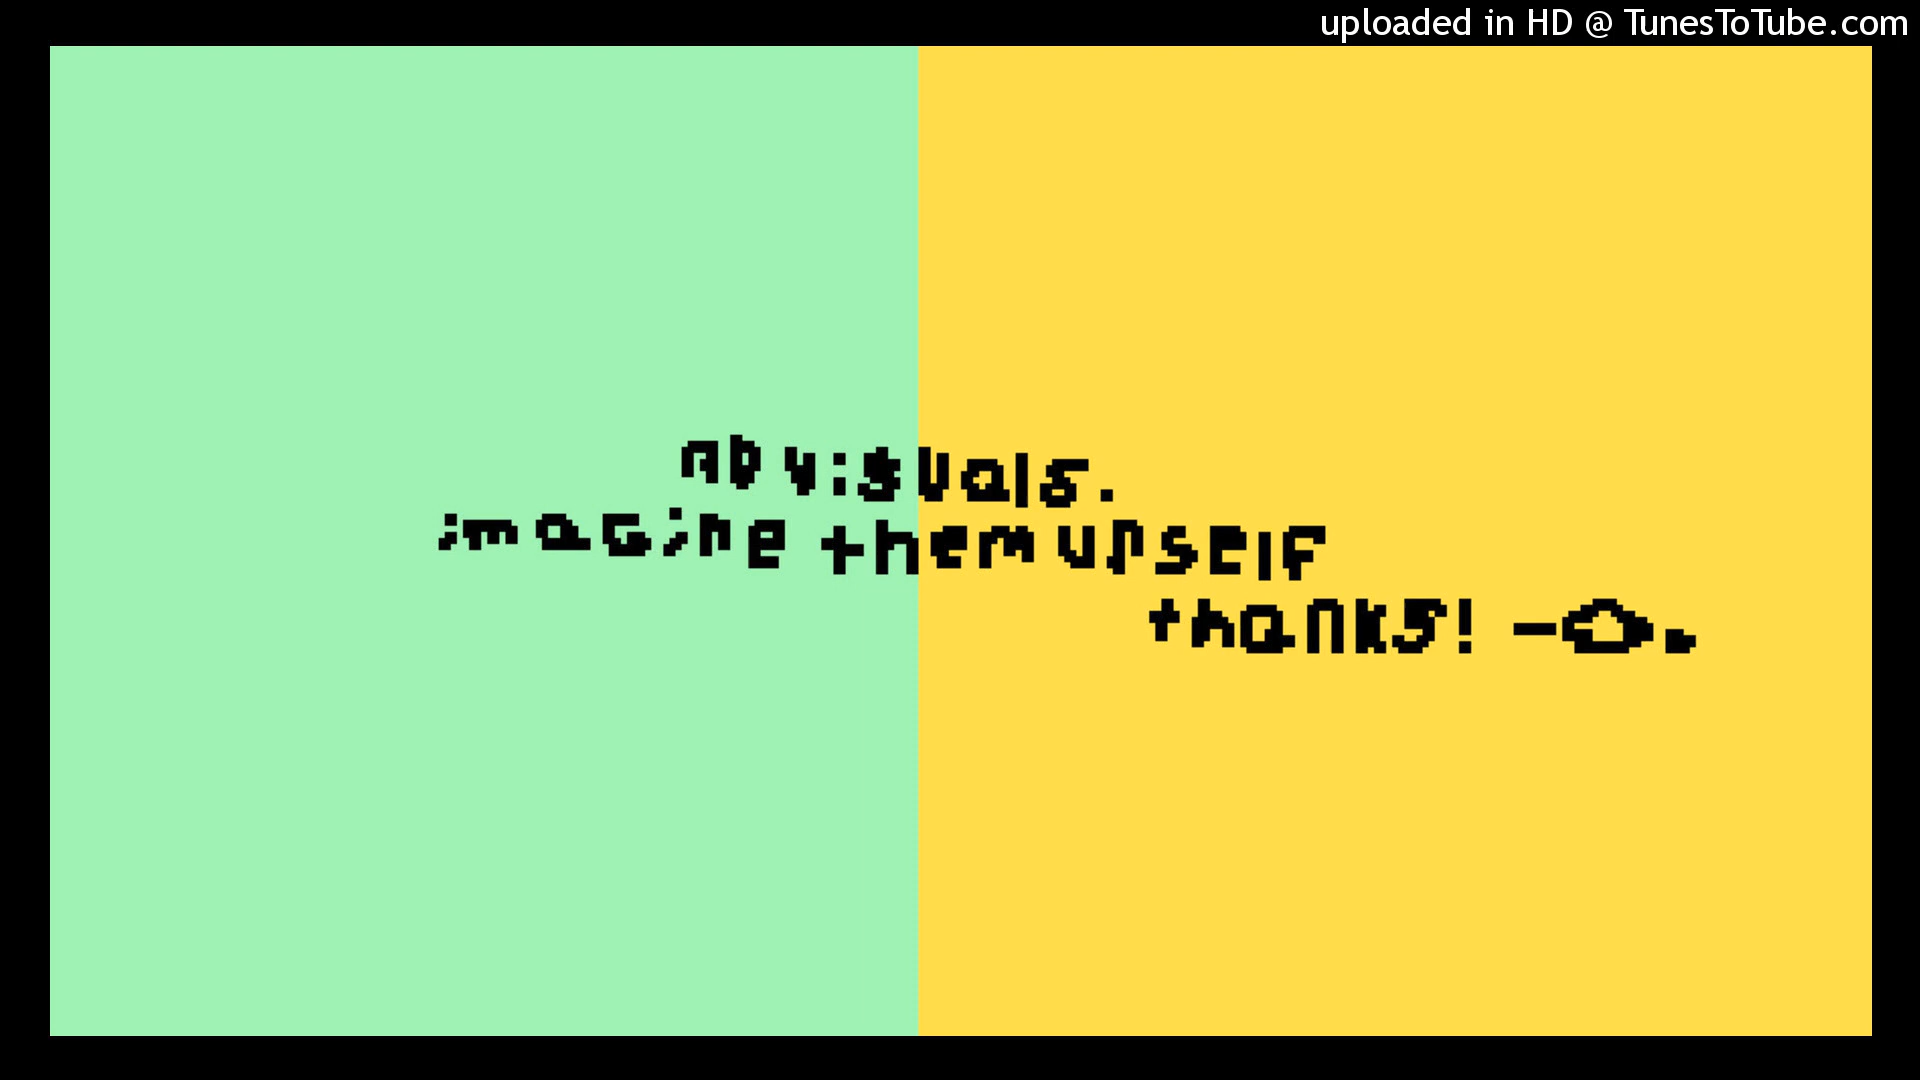 uploaded in HD @ TunesToTube.com
no visuals.
imagine them urself
thanks! -O.